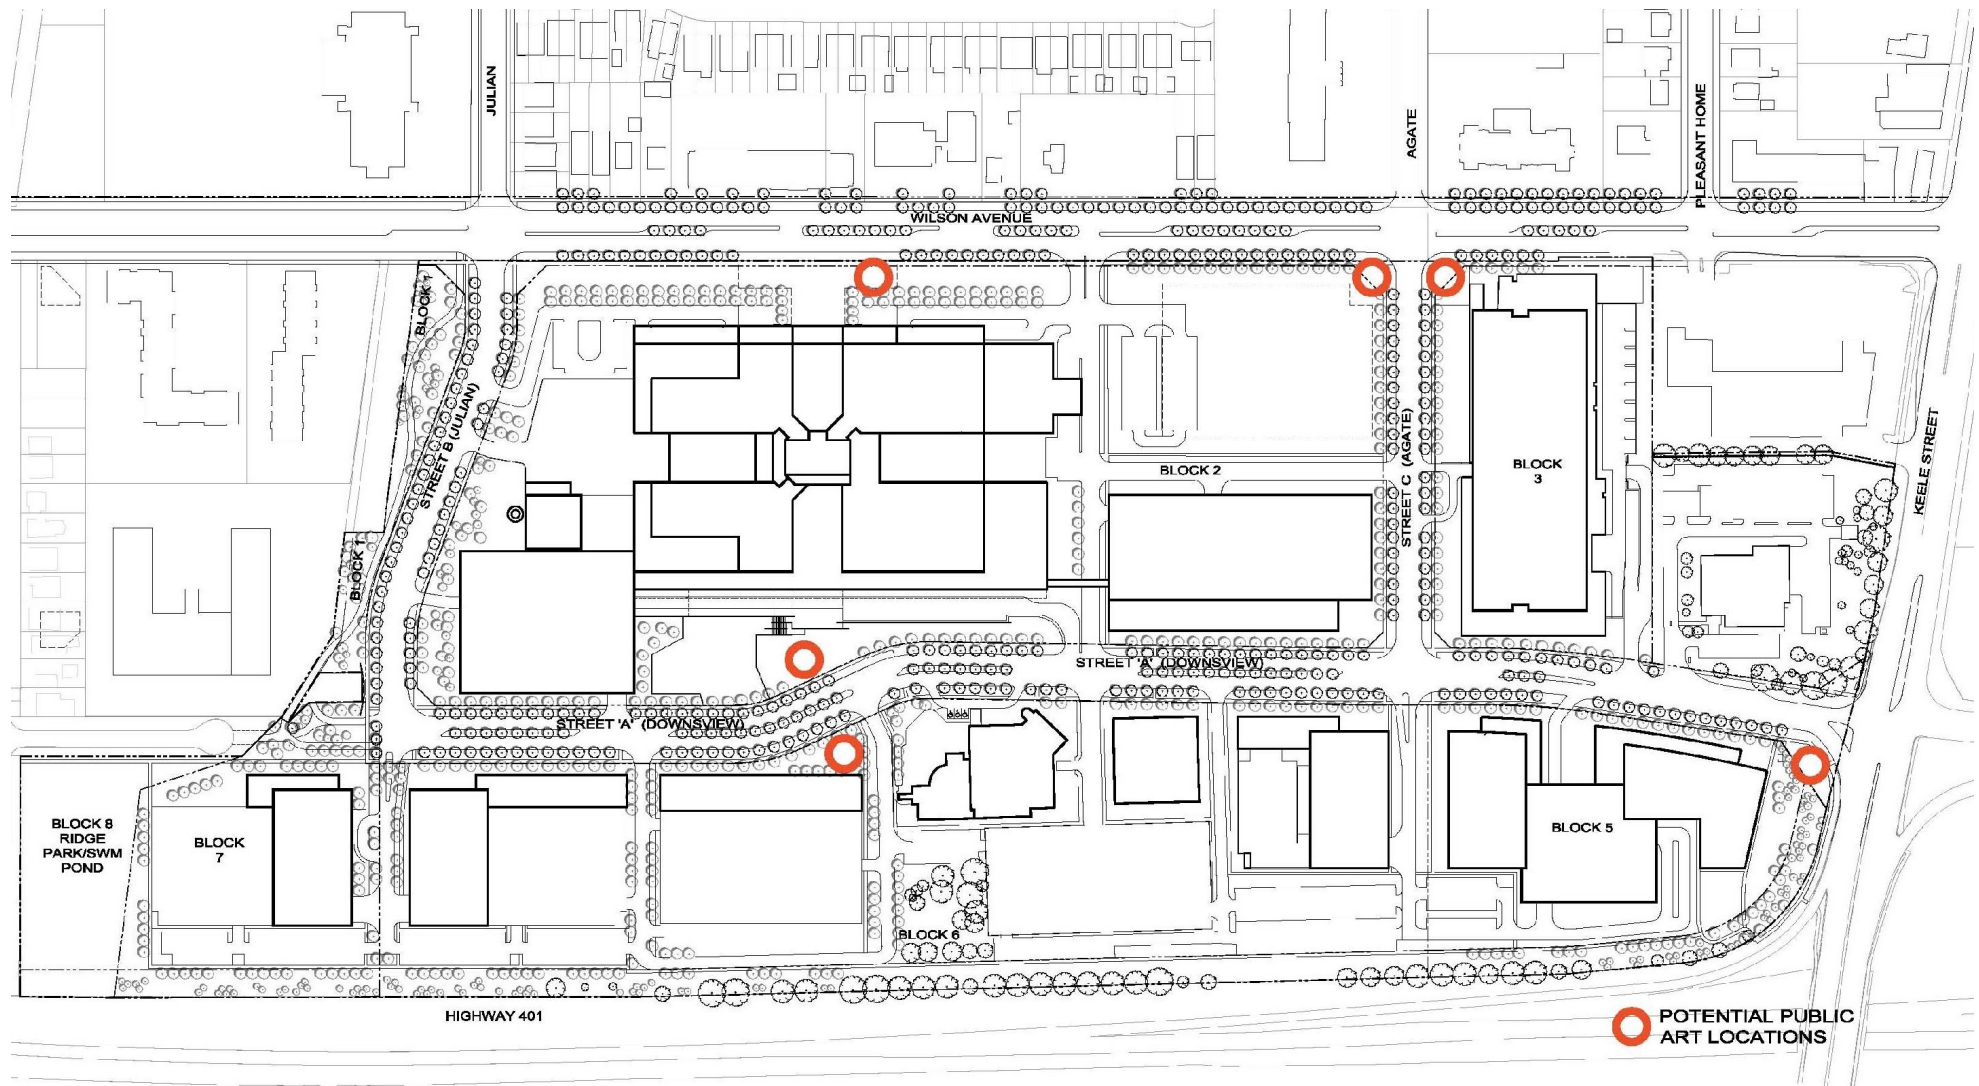 JULIAN
AGATE
PLEASANT HOME
WILSON AVENUE
BLOCK 1
STREET B (JULIAN)
BLOCK 2
STREET C (AGATE)
BLOCK
3
KEELE STREET
BLOCK 1
STREET 'A' (DOWNSVIEW)
STREET 'A' (DOWNSVIEW)
BLOCK 8
RIDGE
PARK/SWM
POND
BLOCK
7
BLOCK 5
BLOCK 6
HIGHWAY 401
POTENTIAL PUBLIC
ART LOCATIONS